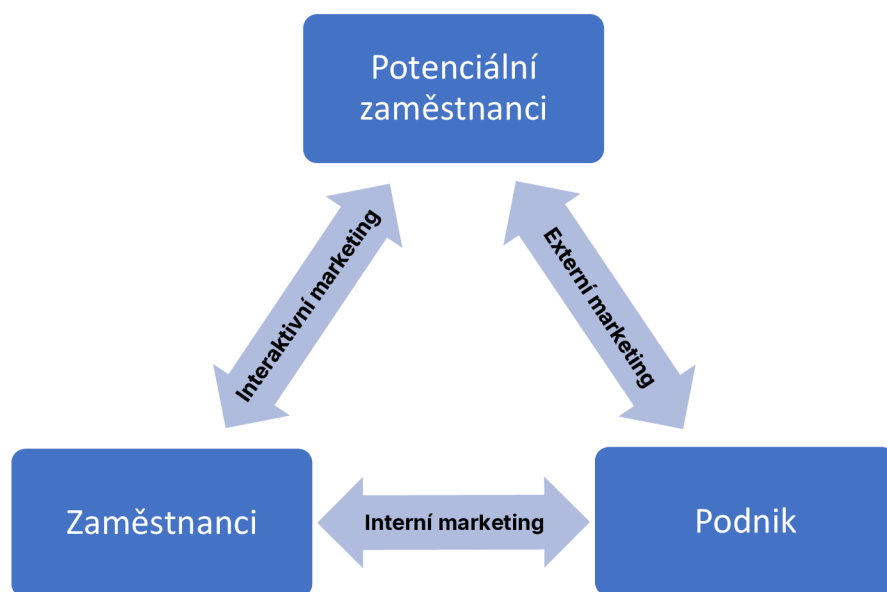 Potenciální
zaměstnanci
Interaktivní marketing
Externí marketing
Zaměstnanci
Interní marketing
Podnik